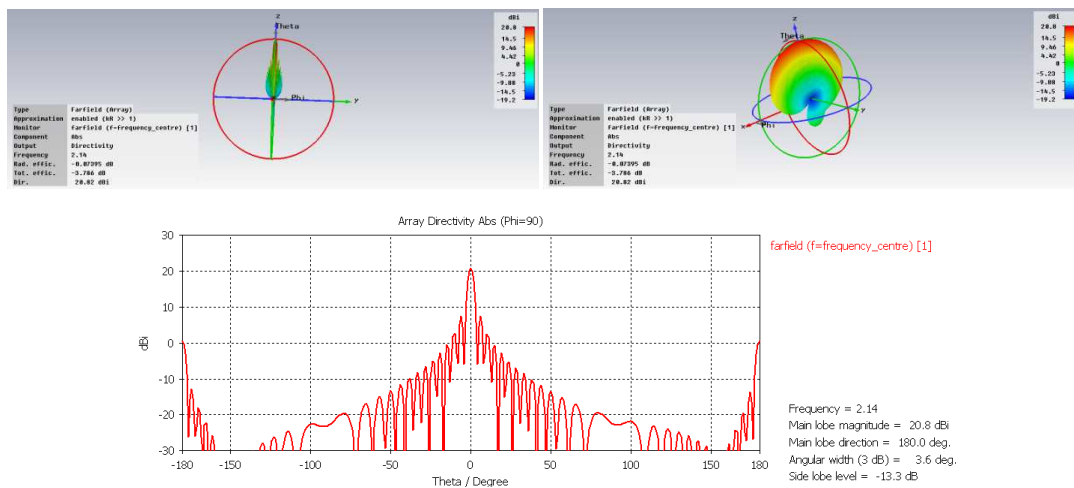 z
Theta
Phi
y
dBi
20.8
14.5
9.46
4.42
0
-5.23
-9.88
-14.5
-19.2
Type Farfield (Array)
Approximation enabled (kR >> 1)
Monitor farfield (f=frequency_centre) [1]
Component Abs
Output Directivity
Frequency 2.14
Rad. effic. -0.07395 dB
Tot. effic. -3.786 dB
Dir. 20.82 dBi
z
Theta
y
x
Phi
dBi
20.8
14.5
9.46
4.42
0
-5.23
-9.88
-14.5
-19.2
Type Farfield (Array)
Approximation enabled (kR >> 1)
Monitor farfield (f=frequency_centre) [1]
Component Abs
Output Directivity
Frequency 2.14
Rad. effic. -0.07395 dB
Tot. effic. -3.786 dB
Dir. 20.82 dBi
Array Directivity Abs (Phi=90)
30
20
10
0
-10
-20
-30
dBi
-180 -150 -100 -50 0 50 100 150 180
Theta / Degree
farfield (f=frequency_centre) [1]
Frequency = 2.14
Main lobe magnitude = 20.8 dBi
Main lobe direction = 180.0 deg.
Angular width (3 dB) = 3.6 deg.
Side lobe level = -13.3 dB